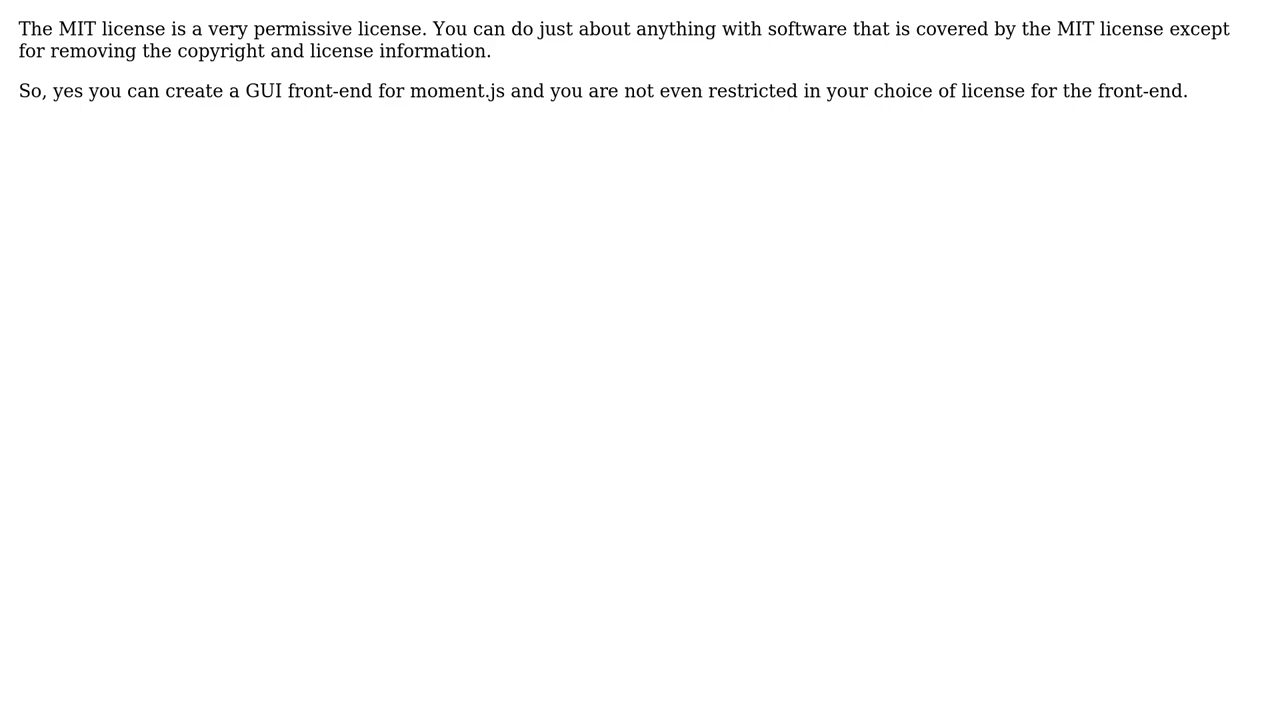 The MIT license is a very permissive license. You can do just about anything with software that is covered by the MIT license except
for removing the copyright and license information.
So, yes you can create a GUI front-end for moment.js and you are not even restricted in your choice of license for the front-end.